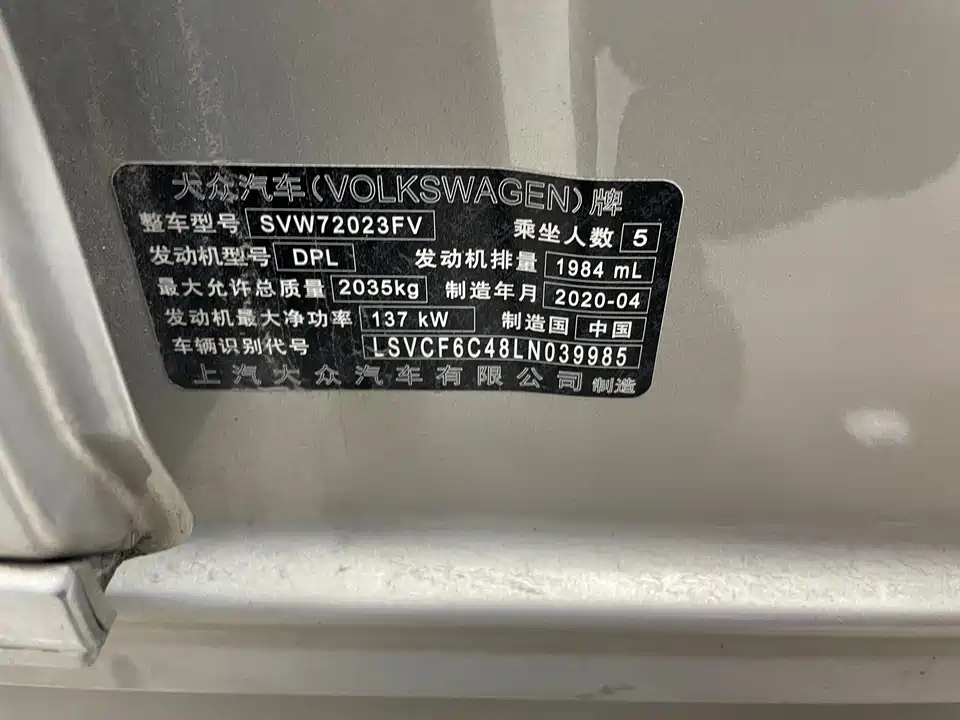 大众汽车(VOLKSWAGEN)牌
整车型号 SVW72023FV 乘坐人数 5
发动机型号 DPL 发动机排量 1984 mL
最大允许总质量 2035kg 制造年月 2020-04
发动机最大净功率 137 kW 制造国 中国
车辆识别代号 LSVCF6C48LN039985
上汽大众汽车有限公司 制造